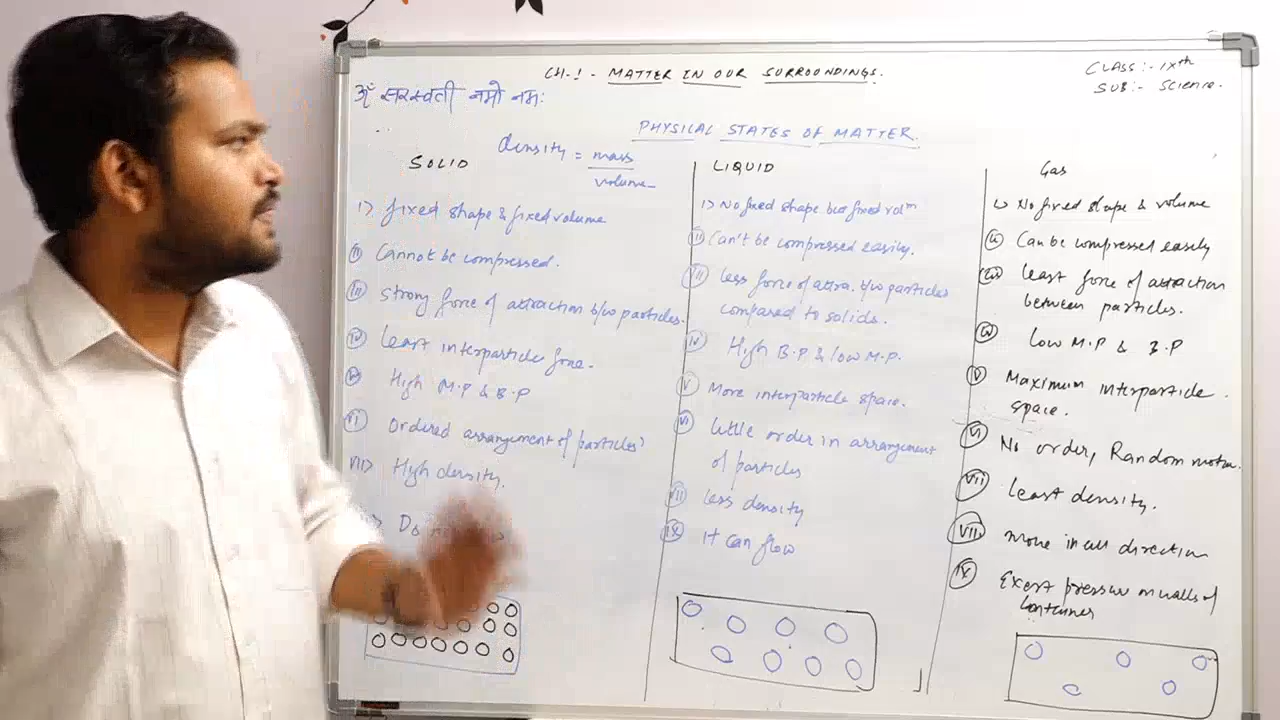 CH-1 - MATTER IN OUR SURROUNDINGS.
CLASS :- IXth
SUB :- Science.
ॐ सरस्वती नमो नमः
PHYSICAL STATES OF MATTER.
density = mass
volume
SOLID
i> fixed shape & fixed volume
ii Cannot be compressed.
iii strong force of attraction b/w particles.
iv least interparticle
v High M.P & B.P
vi Ordered arrangement of particles
vii> High density.
LIQUID
i> No fixed shape but fixed volm
ii Can't be compressed easily.
iii less force of attra. b/w particles
compared to solids.
iv High B.P & low M.P.
v More interparticle space.
vi little order in arrangement
of particles
vii less density
ix it can flow
Gas
i> No fixed shape & volume
ii Can be compressed easily
iii least force of attraction
between particles.
iv low M.P & B.P
v Maximum interparticle
space.
vi No order, Random motion.
vii least density.
vii move in all direction
ix Exert pressure on walls of
container